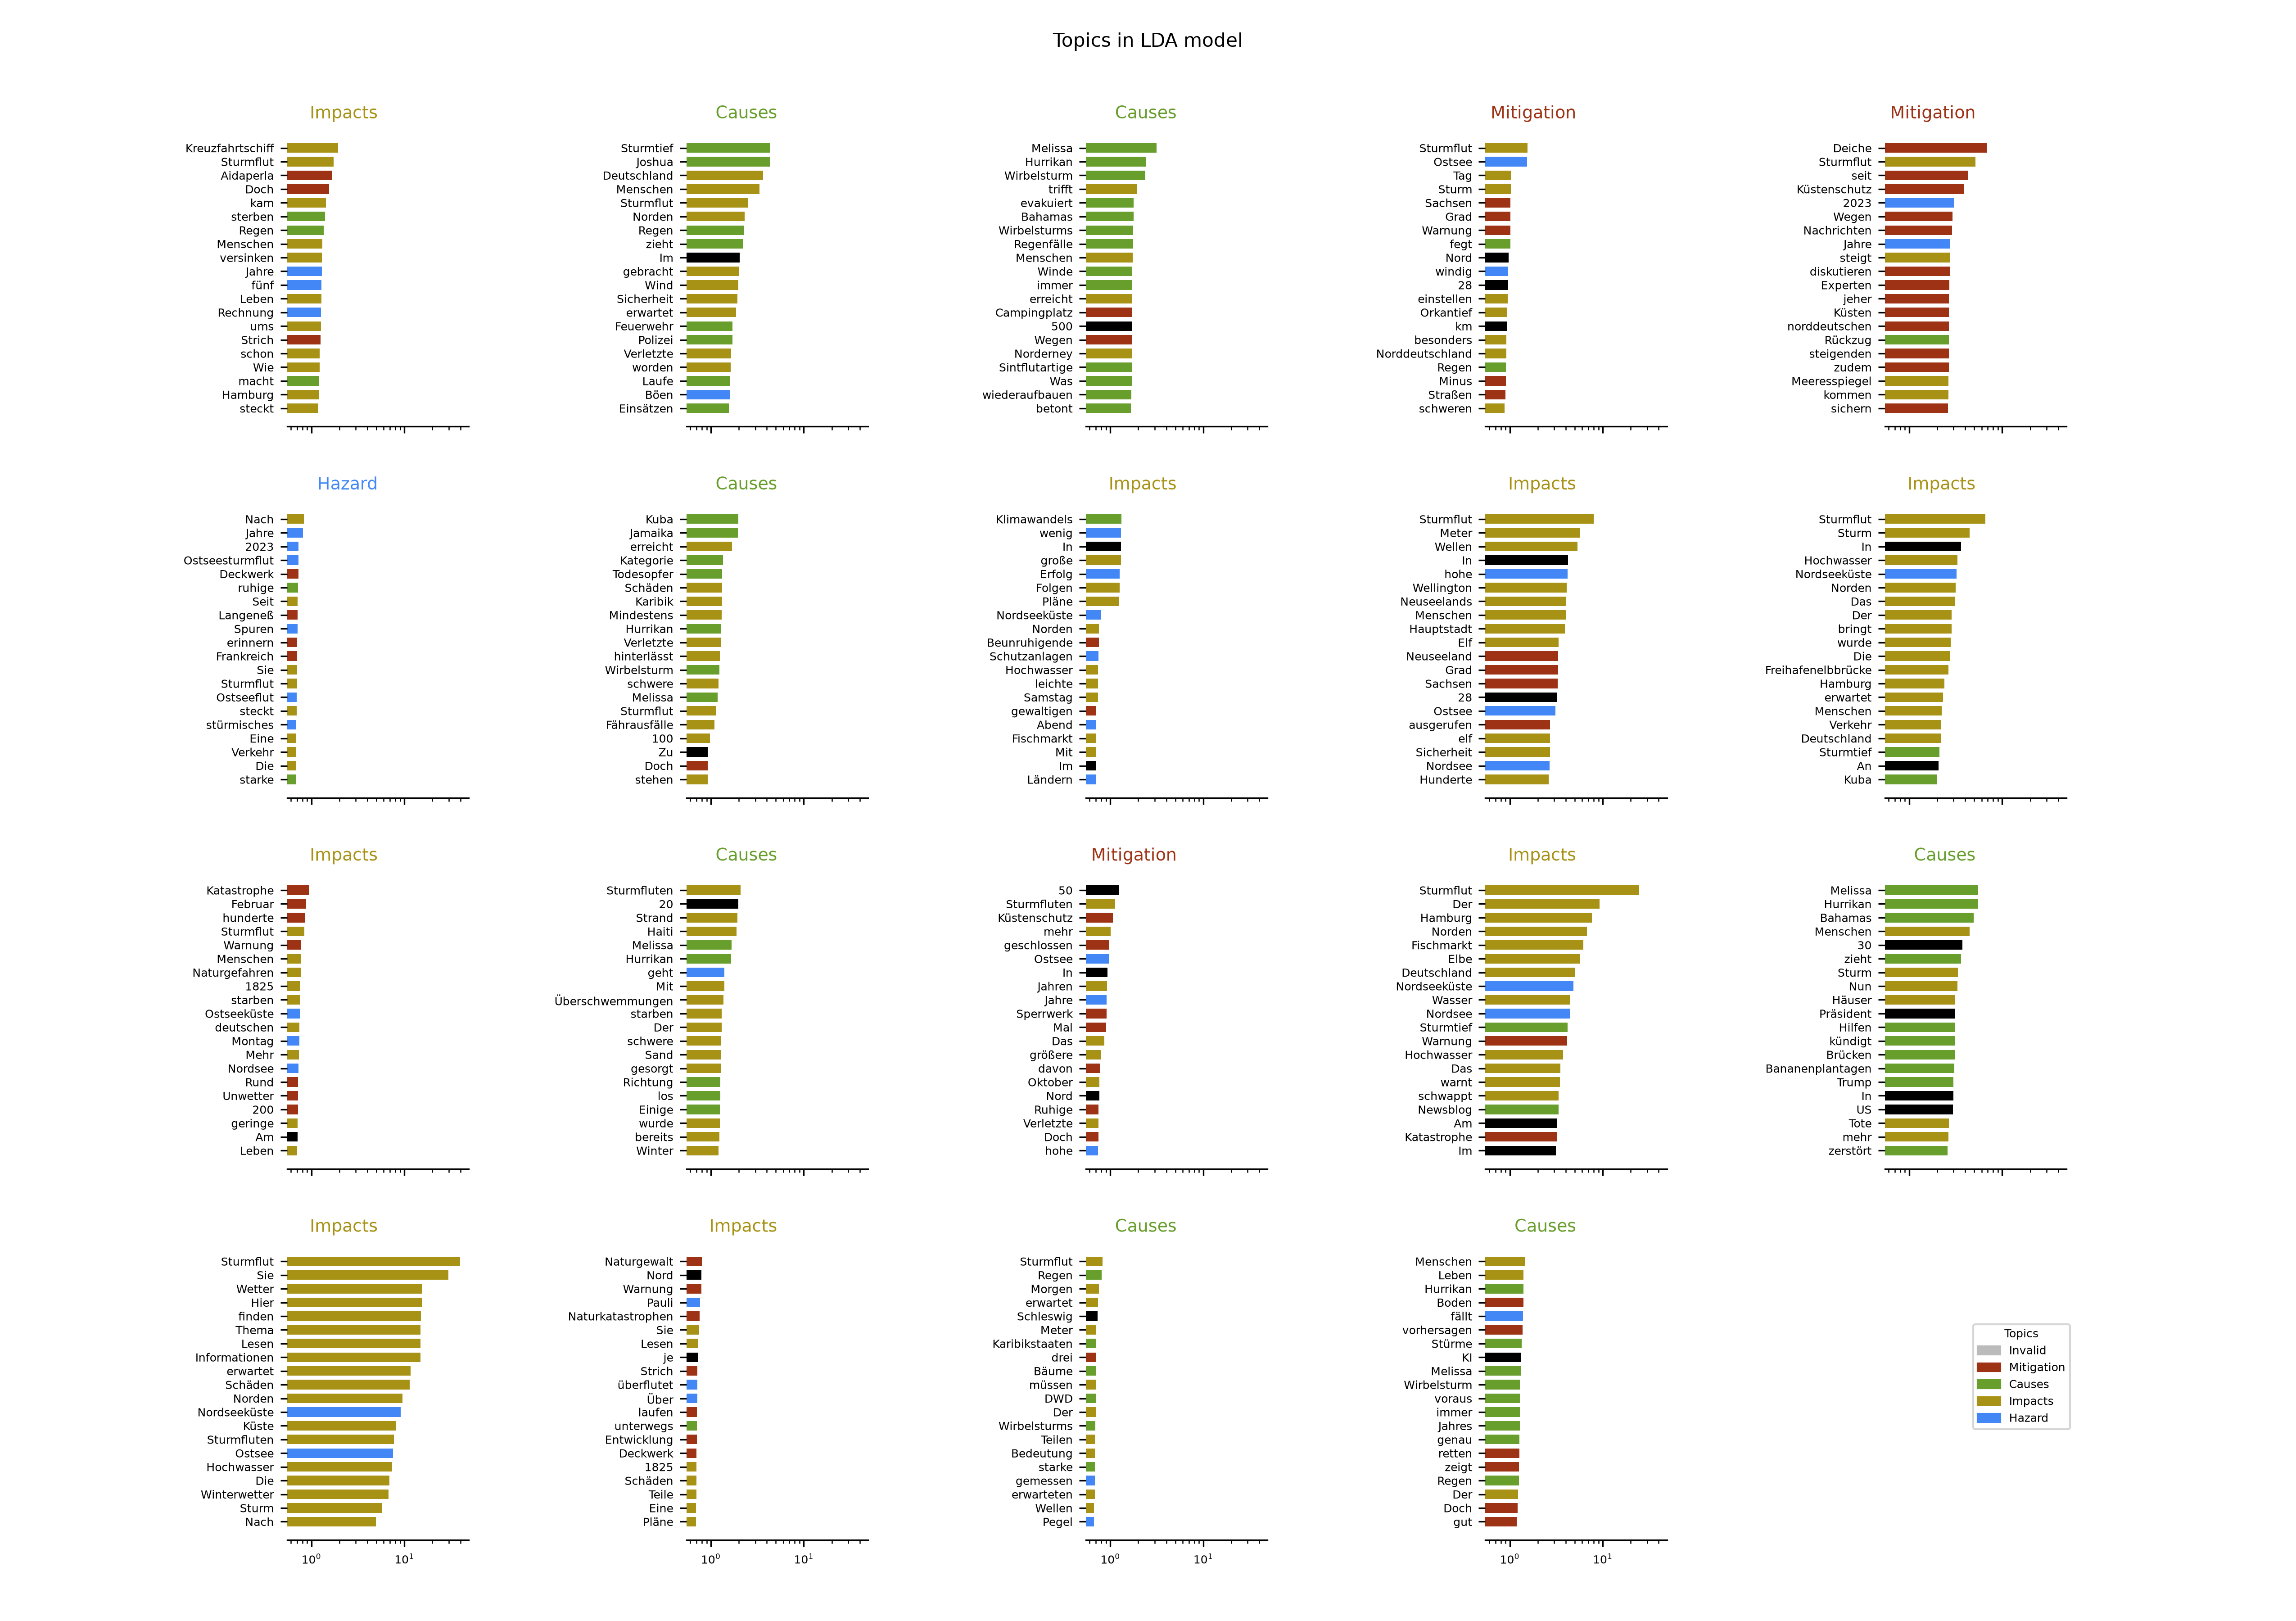 Topics in LDA model
Impacts
Kreuzfahrtschiff
Sturmflut
Aidaperla
Doch
kam
sterben
Regen
Menschen
versinken
Jahre
fünf
Leben
Rechnung
ums
Strich
schon
Wie
macht
Hamburg
steckt
Causes
Sturmtief
Joshua
Deutschland
Menschen
Sturmflut
Norden
Regen
zieht
Im
gebracht
Wind
Sicherheit
erwartet
Feuerwehr
Polizei
Verletzte
worden
Laufe
Böen
Einsätzen
Causes
Melissa
Hurrikan
Wirbelsturm
trifft
evakuiert
Bahamas
Wirbelsturms
Regenfälle
Menschen
Winde
immer
erreicht
Campingplatz
500
Wegen
Norderney
Sintflutartige
Was
wiederaufbauen
betont
Mitigation
Sturmflut
Ostsee
Tag
Sturm
Sachsen
Grad
Warnung
fegt
Nord
windig
28
einstellen
Orkantief
km
besonders
Norddeutschland
Regen
Minus
Straßen
schweren
Mitigation
Deiche
Sturmflut
seit
Küstenschutz
2023
Wegen
Nachrichten
Jahre
steigt
diskutieren
Experten
jeher
Küsten
norddeutschen
Rückzug
steigenden
zudem
Meeresspiegel
kommen
sichern
Hazard
Nach
Jahre
2023
Ostseesturmflut
Deckwerk
ruhige
Seit
Langeneß
Spuren
erinnern
Frankreich
Sie
Sturmflut
Ostseeflut
steckt
stürmisches
Eine
Verkehr
Die
starke
Causes
Kuba
Jamaika
erreicht
Kategorie
Todesopfer
Schäden
Karibik
Mindestens
Hurrikan
Verletzte
hinterlässt
Wirbelsturm
schwere
Melissa
Sturmflut
Fährausfälle
100
Zu
Doch
stehen
Impacts
Klimawandels
wenig
In
große
Erfolg
Folgen
Pläne
Nordseeküste
Norden
Beunruhigende
Schutzanlagen
Hochwasser
leichte
Samstag
gewaltigen
Abend
Fischmarkt
Mit
Im
Ländern
Impacts
Sturmflut
Meter
Wellen
In
hohe
Wellington
Neuseelands
Menschen
Hauptstadt
Elf
Neuseeland
Grad
Sachsen
28
Ostsee
ausgerufen
elf
Sicherheit
Nordsee
Hunderte
Impacts
Sturmflut
Sturm
In
Hochwasser
Nordseeküste
Norden
Das
Der
bringt
wurde
Die
Freihafenelbbrücke
Hamburg
erwartet
Menschen
Verkehr
Deutschland
Sturmtief
An
Kuba
Impacts
Katastrophe
Februar
hunderte
Sturmflut
Warnung
Menschen
Naturgefahren
1825
starben
Ostseeküste
deutschen
Montag
Mehr
Nordsee
Rund
Unwetter
200
geringe
Am
Leben
Causes
Sturmfluten
20
Strand
Haiti
Melissa
Hurrikan
geht
Mit
Überschwemmungen
starben
Der
schwere
Sand
gesorgt
Richtung
los
Einige
wurde
bereits
Winter
Mitigation
50
Sturmfluten
Küstenschutz
mehr
geschlossen
Ostsee
In
Jahren
Jahre
Sperrwerk
Mal
Das
größere
davon
Oktober
Nord
Ruhige
Verletzte
Doch
hohe
Impacts
Sturmflut
Der
Hamburg
Norden
Fischmarkt
Elbe
Deutschland
Nordseeküste
Wasser
Nordsee
Sturmtief
Warnung
Hochwasser
Das
warnt
schwappt
Newsblog
Am
Katastrophe
Im
Causes
Melissa
Hurrikan
Bahamas
Menschen
30
zieht
Sturm
Nun
Häuser
Präsident
Hilfen
kündigt
Brücken
Bananenplantagen
Trump
In
US
Tote
mehr
zerstört
Impacts
Sturmflut
Sie
Wetter
Hier
finden
Thema
Lesen
Informationen
erwartet
Schäden
Norden
Nordseeküste
Küste
Sturmfluten
Ostsee
Hochwasser
Die
Winterwetter
Sturm
Nach
10⁰ 10¹
Impacts
Naturgewalt
Nord
Warnung
Pauli
Naturkatastrophen
Sie
Lesen
je
Strich
überflutet
Über
laufen
unterwegs
Entwicklung
Deckwerk
1825
Schäden
Teile
Eine
Pläne
10⁰ 10¹
Causes
Sturmflut
Regen
Morgen
erwartet
Schleswig
Meter
Karibikstaaten
drei
Bäume
müssen
DWD
Der
Wirbelsturms
Teilen
Bedeutung
starke
gemessen
erwarteten
Wellen
Pegel
10⁰ 10¹
Causes
Menschen
Leben
Hurrikan
Boden
fällt
vorhersagen
Stürme
KI
Melissa
Wirbelsturm
voraus
immer
Jahres
genau
retten
zeigt
Regen
Der
Doch
gut
10⁰ 10¹
Topics
Invalid
Mitigation
Causes
Impacts
Hazard